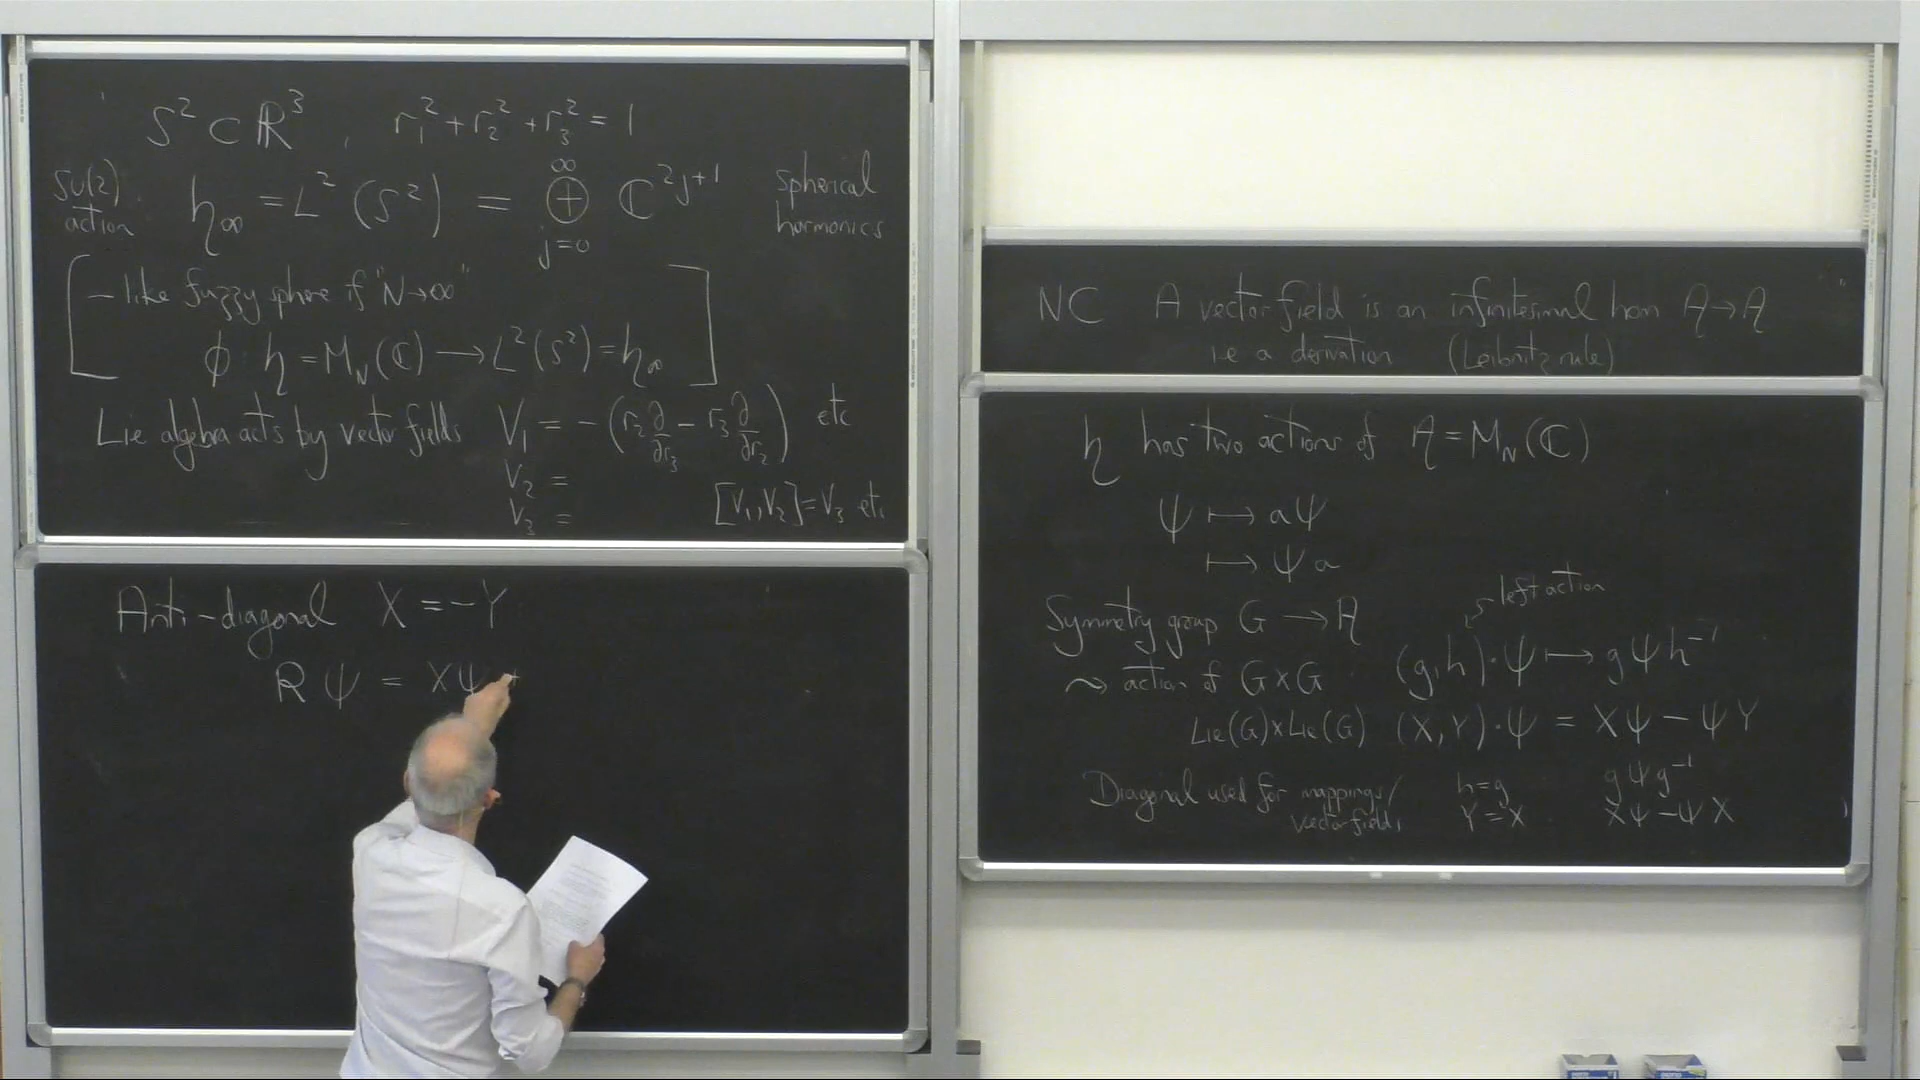 S² ⊂ ℝ³, r₁² + r₂² + r₃² = 1
SU(2) action h_∞ = L²(S²) = ⊕_{j=0}^{∞} ℂ^{2j+1} spherical harmonics
[ – like fuzzy sphere if "N→∞"
φ h = M_N(ℂ) ⟶ L²(S²) = h_∞ ]
Lie algebra acts by vector fields V₁ = –(r₂ ∂/∂r₃ – r₃ ∂/∂r₂) etc
V₂ =
V₃ = [V₁, V₂] = V₃ etc
Anti-diagonal X = –Y
R ψ = Xψ +
NC A vector field is an infinitesimal hom A→A
i.e a derivation (Leibnitz rule)
h has two actions of A = M_N(ℂ)
ψ ⟼ aψ
⟼ ψa
left action
Symmetry group G ⟶ A
⤳ action of G×G (g,h)·ψ ⟼ gψh⁻¹
Lie(G)×Lie(G) (X,Y)·ψ = Xψ – ψY
Diagonal used for mappings/ h=g gψg⁻¹
vector fields Y=X Xψ – ψX